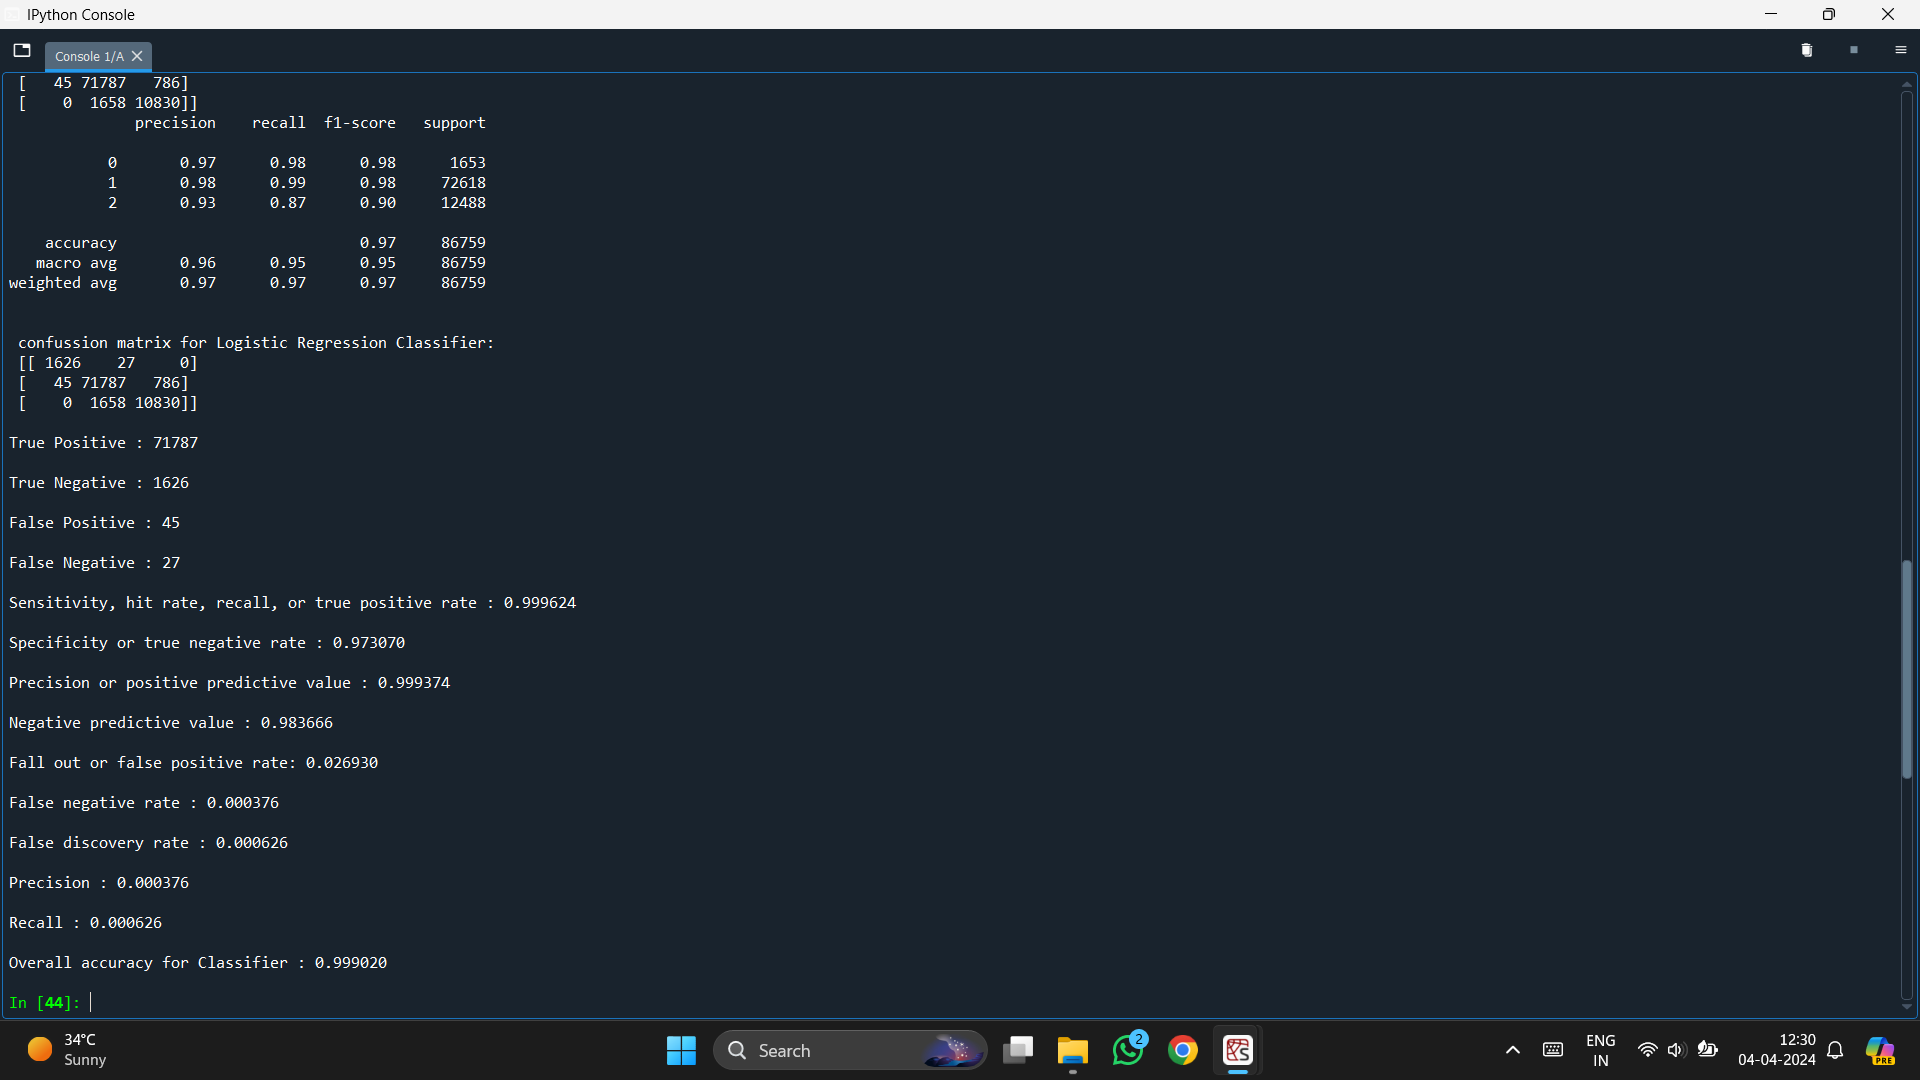 IPython Console
Console 1/A
[   45 71787   786]
[    0  1658 10830]]
precision    recall  f1-score   support
0       0.97      0.98      0.98      1653
1       0.98      0.99      0.98     72618
2       0.93      0.87      0.90     12488
accuracy                           0.97     86759
macro avg       0.96      0.95      0.95     86759
weighted avg       0.97      0.97      0.97     86759
confussion matrix for Logistic Regression Classifier:
[[ 1626    27     0]
[   45 71787   786]
[    0  1658 10830]]
True Positive : 71787
True Negative : 1626
False Positive : 45
False Negative : 27
Sensitivity, hit rate, recall, or true positive rate : 0.999624
Specificity or true negative rate : 0.973070
Precision or positive predictive value : 0.999374
Negative predictive value : 0.983666
Fall out or false positive rate: 0.026930
False negative rate : 0.000376
False discovery rate : 0.000626
Precision : 0.000376
Recall : 0.000626
Overall accuracy for Classifier : 0.999020
In [44]:
34°C
Sunny
Search
2
ENG
IN
12:30
04-04-2024
PRE